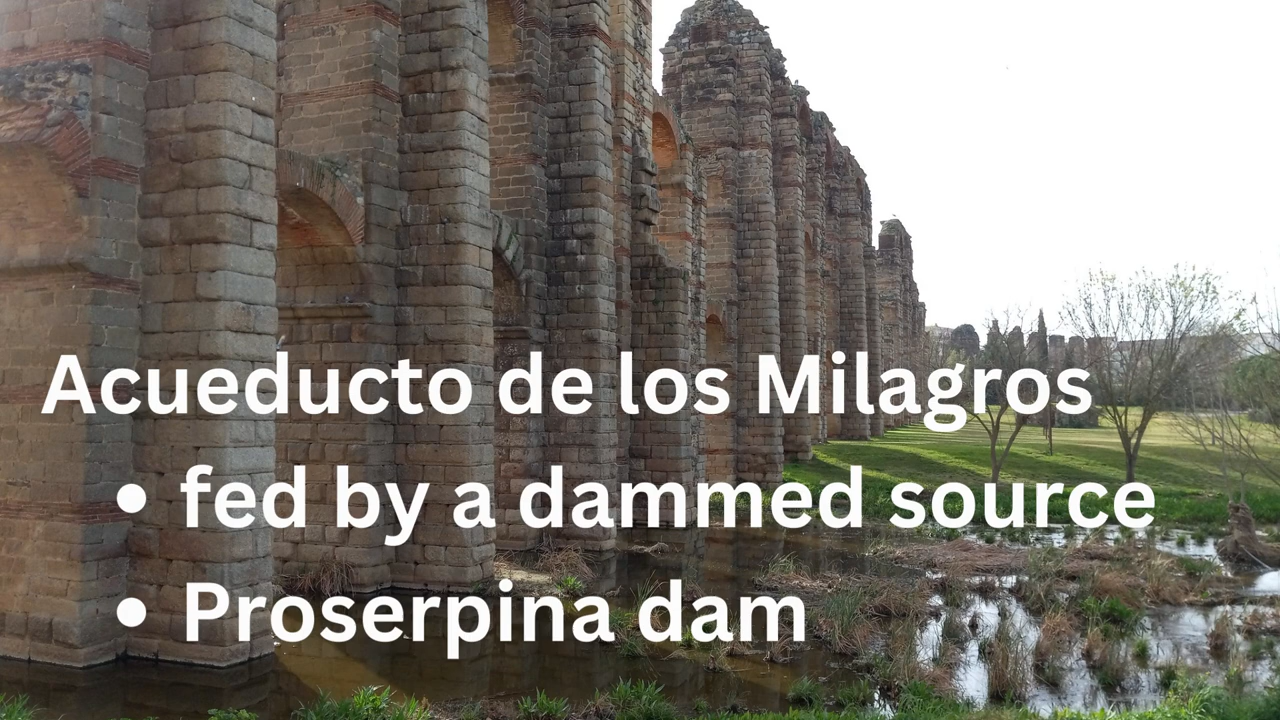 Acueducto de los Milagros
• fed by a dammed source
• Proserpina dam